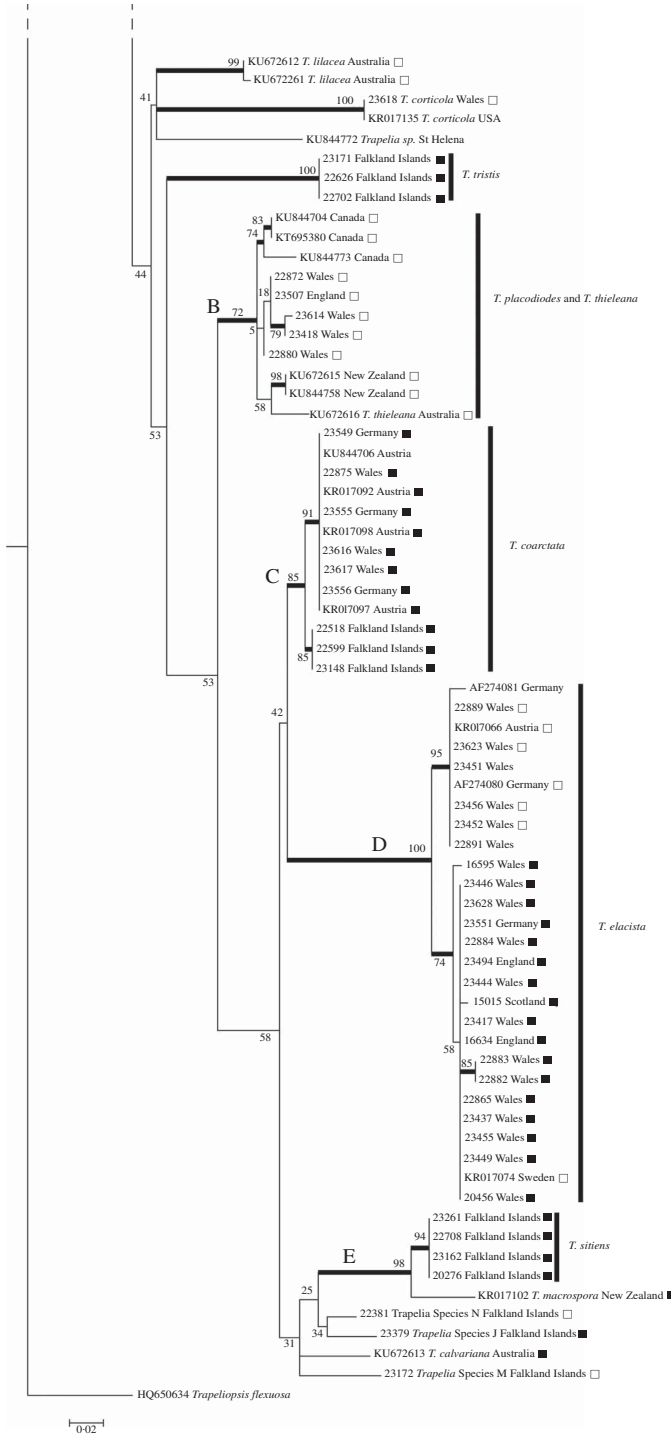 99
KU672612 T. lilacea Australia □
KU672261 T. lilacea Australia □
41
100
23618 T. corticola Wales □
KR017135 T. corticola USA
KU844772 Trapelia sp. St Helena
100
23171 Falkland Islands ■
22626 Falkland Islands ■
22702 Falkland Islands ■
T. tristis
44
83
KU844704 Canada □
74
KT695380 Canada □
KU844773 Canada □
22872 Wales □
18
23507 England □
B
72
23614 Wales □
5
79
23418 Wales □
22880 Wales □
T. placodiodes and T. thieleana
98
KU672615 New Zealand □
KU844758 New Zealand □
58
KU672616 T. thieleana Australia □
53
23549 Germany ■
KU844706 Austria
22875 Wales ■
KR017092 Austria ■
91
23555 Germany ■
KR017098 Austria ■
23616 Wales ■
T. coarctata
23617 Wales ■
C
85
23556 Germany ■
KR0l7097 Austria ■
22518 Falkland Islands ■
22599 Falkland Islands ■
85
23148 Falkland Islands ■
53
AF274081 Germany
22889 Wales □
42
KR0l7066 Austria □
23623 Wales □
95
23451 Wales
AF274080 Germany □
23456 Wales □
23452 Wales □
D
100
22891 Wales
16595 Wales ■
23446 Wales ■
23628 Wales ■
23551 Germany ■
T. elacista
22884 Wales ■
74
23494 England ■
23444 Wales ■
15015 Scotland ■
23417 Wales ■
58
16634 England ■
58
85
22883 Wales ■
22882 Wales ■
22865 Wales ■
23437 Wales ■
23455 Wales ■
23449 Wales ■
KR017074 Sweden □
20456 Wales ■
23261 Falkland Islands ■
94
22708 Falkland Islands ■
T. sitiens
E
98
23162 Falkland Islands ■
20276 Falkland Islands ■
25
KR017102 T. macrospora New Zealand ■
22381 Trapelia Species N Falkland Islands □
34
23379 Trapelia Species J Falkland Islands ■
31
KU672613 T. calvariana Australia ■
23172 Trapelia Species M Falkland Islands □
HQ650634 Trapeliopsis flexuosa
0·02